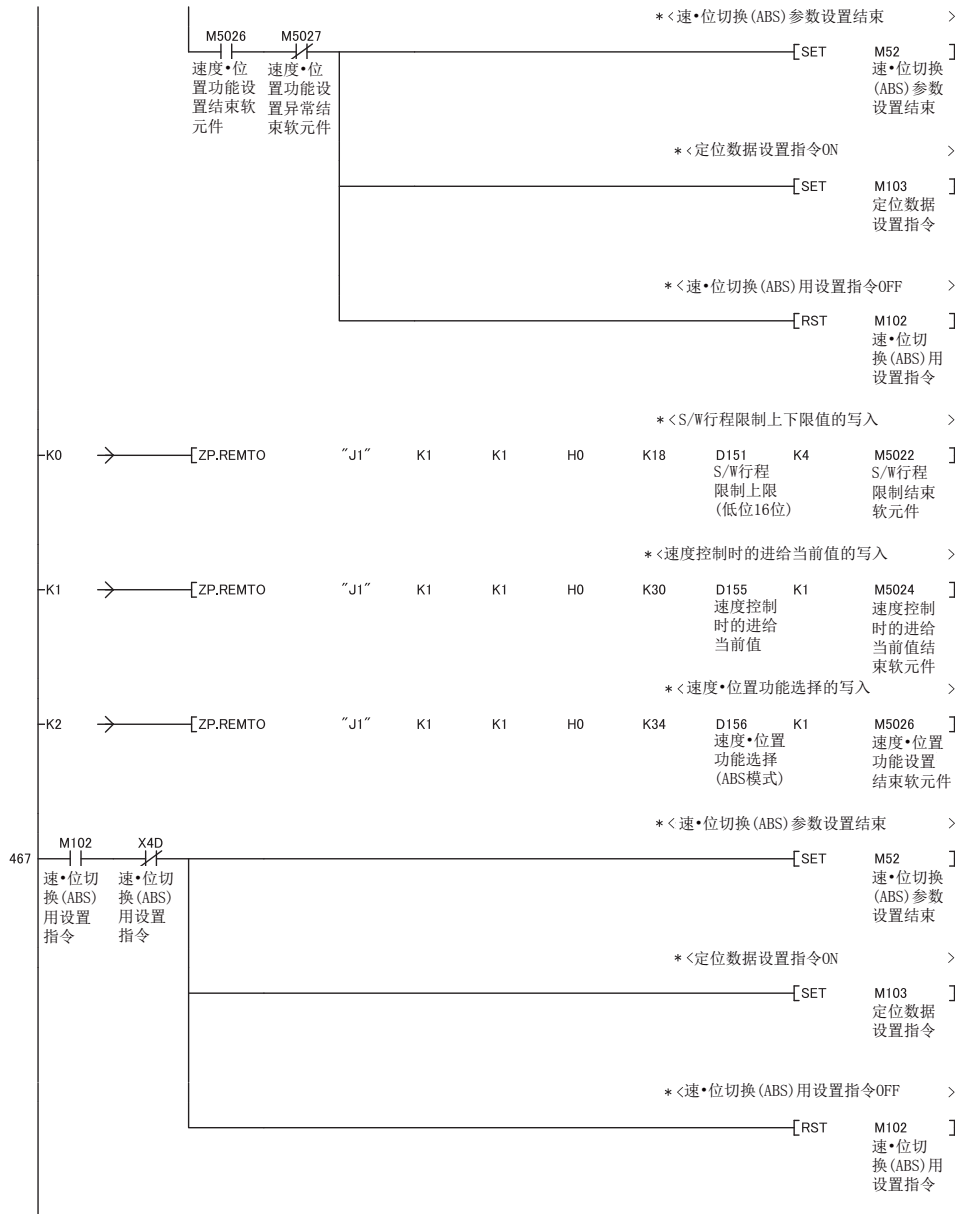 *<速•位切换(ABS)参数设置结束 >
M5026 M5027 [SET M52 ]
速度•位置功能设置结束软元件
速度•位置功能设置异常结束软元件
速•位切换(ABS)参数设置结束
*<定位数据设置指令ON >
[SET M103 ]
定位数据
设置指令
*<速•位切换(ABS)用设置指令OFF >
[RST M102 ]
速•位切
换(ABS)用
设置指令
*<S/W行程限制上下限值的写入 >
K0 [ZP.REMTO "J1" K1 K1 H0 K18 D151 K4 M5022 ]
S/W行程 S/W行程
限制上限 限制结束
(低位16位) 软元件
*<速度控制时的进给当前值的写入 >
K1 [ZP.REMTO "J1" K1 K1 H0 K30 D155 K1 M5024 ]
速度控制 速度控制
时的进给 时的进给
当前值 当前值结
束软元件
*<速度•位置功能选择的写入 >
K2 [ZP.REMTO "J1" K1 K1 H0 K34 D156 K1 M5026 ]
速度•位置 速度•位置
功能选择 功能设置
(ABS模式) 结束软元件
*<速•位切换(ABS)参数设置结束 >
467 M102 X4D [SET M52 ]
速•位切 速•位切 速•位切换
换(ABS) 换(ABS) (ABS)参数
用设置 用设置 设置结束
指令 指令
*<定位数据设置指令ON >
[SET M103 ]
定位数据
设置指令
*<速•位切换(ABS)用设置指令OFF >
[RST M102 ]
速•位切
换(ABS)用
设置指令